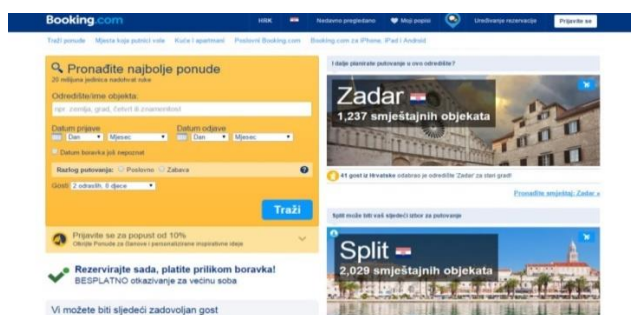 Booking.com
HRK
Nedavno pregledano
Moji popisi
Uređivanje rezervacije
Prijavite se
Traži ponude
Mjesta koja putnici vole
Kuće i apartmani
Poslovni Booking.com
Booking.com za iPhone, iPad i Android
Pronađite najbolje ponude
20 milijuna jedinica nadohvat ruke
Odredište/ime objekta:
npr. zemlja, grad, četvrt ili znamenitost
Datum prijave
Datum odjave
Dan
Mjesec
Dan
Mjesec
Datum boravka još nepoznat
Razlog putovanja: Poslovno Zabava
Gosti: 2 odraslih, 0 djece
Traži
Prijavite se za popust od 10%
Otkrijte Ponude za članove i personalizirane inspirativne ideje
Rezervirajte sada, platite prilikom boravka!
BESPLATNO otkazivanje za većinu soba
Vi možete biti sljedeći zadovoljan gost
I dalje planirate putovanje u ovo odredište?
Zadar
1,237 smještajnih objekata
41 gost iz Hrvatske odabrao je odredište 'Zadar' za stari grad!
Pronađite smještaj: Zadar »
Split može biti vaš sljedeći izbor za putovanje
Split
2,029 smještajnih objekata